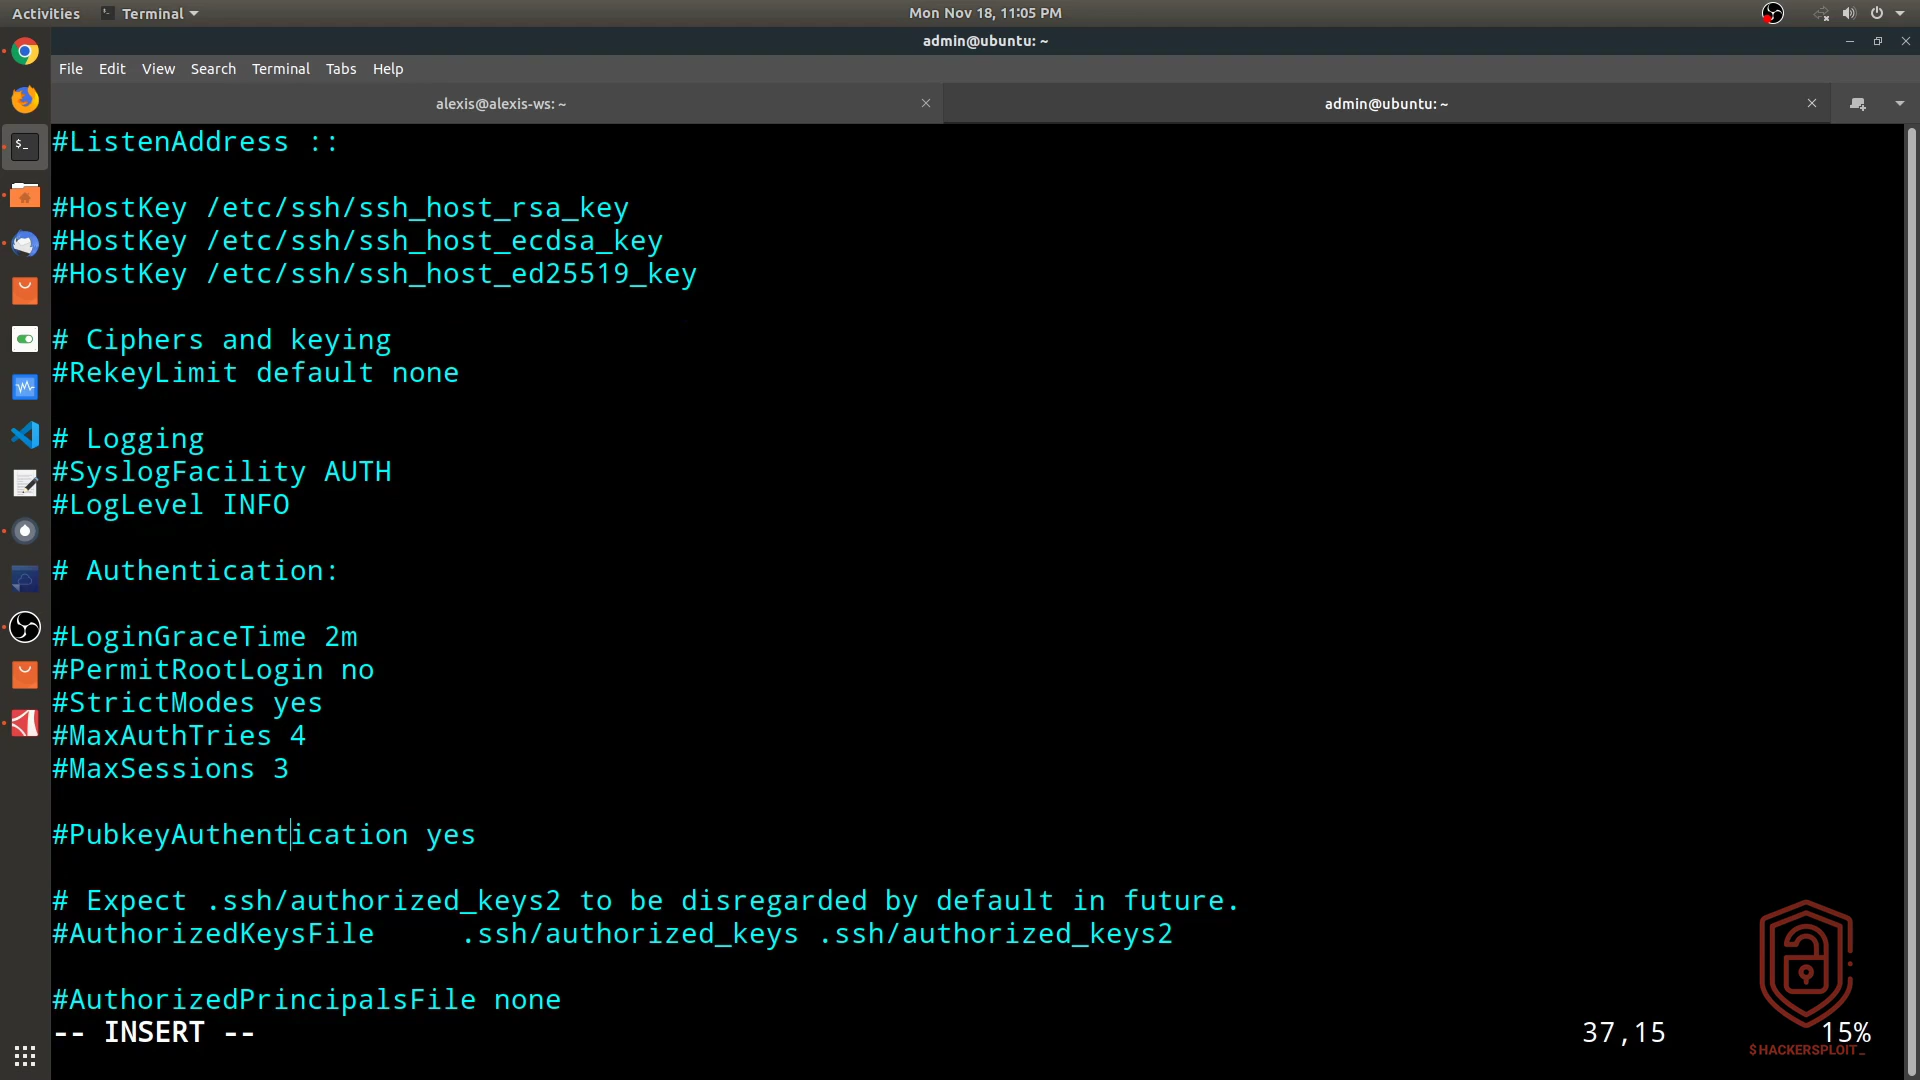 Activities Terminal Mon Nov 18, 11:05 PM
admin@ubuntu: ~
File Edit View Search Terminal Tabs Help
alexis@alexis-ws: ~ admin@ubuntu: ~
#ListenAddress ::
#HostKey /etc/ssh/ssh_host_rsa_key
#HostKey /etc/ssh/ssh_host_ecdsa_key
#HostKey /etc/ssh/ssh_host_ed25519_key
# Ciphers and keying
#RekeyLimit default none
# Logging
#SyslogFacility AUTH
#LogLevel INFO
# Authentication:
#LoginGraceTime 2m
#PermitRootLogin no
#StrictModes yes
#MaxAuthTries 4
#MaxSessions 3
#PubkeyAuthentication yes
# Expect .ssh/authorized_keys2 to be disregarded by default in future.
#AuthorizedKeysFile .ssh/authorized_keys .ssh/authorized_keys2
#AuthorizedPrincipalsFile none
-- INSERT -- 37,15 15%
$HACKERSPLOIT_